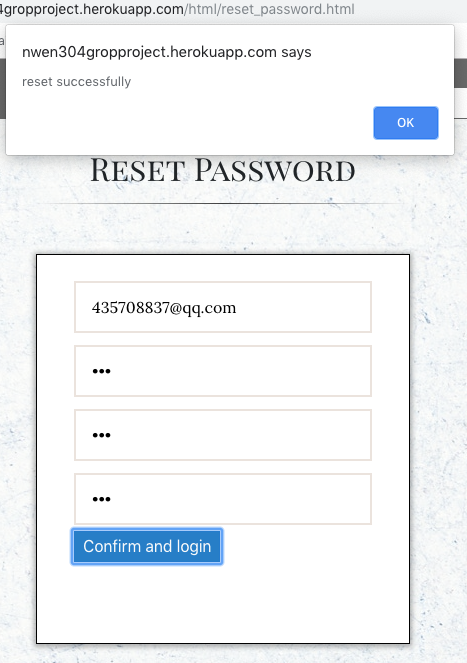 4gropproject.herokuapp.com/html/reset_password.html
nwen304gropproject.herokuapp.com says
reset successfully
OK
Reset Password
435708837@qq.com
•••
•••
•••
Confirm and login